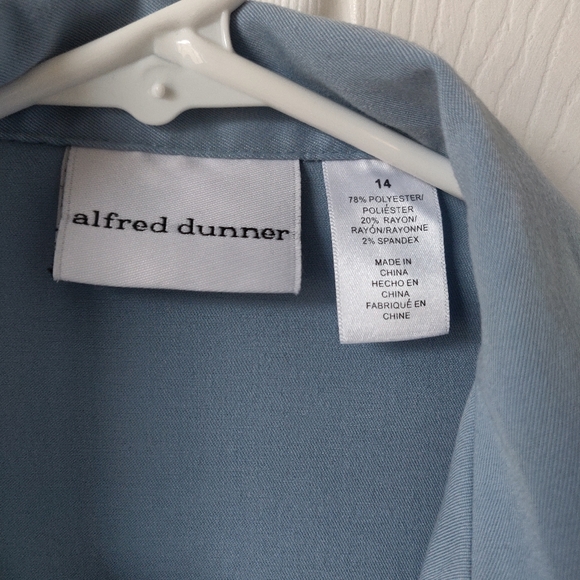 alfred dunner
14
78% POLYESTER/
POLIÉSTER
20% RAYON/
RAYÓN/RAYONNE
2% SPANDEX
MADE IN
CHINA
HECHO EN
CHINA
FABRIQUÉ EN
CHINE